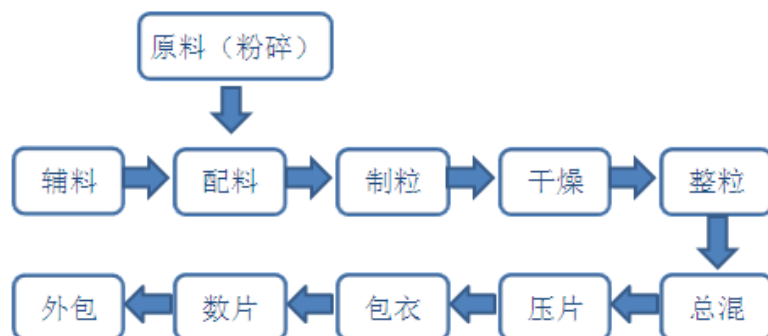 原料（粉碎）
辅料
配料
制粒
干燥
整粒
外包
数片
包衣
压片
总混